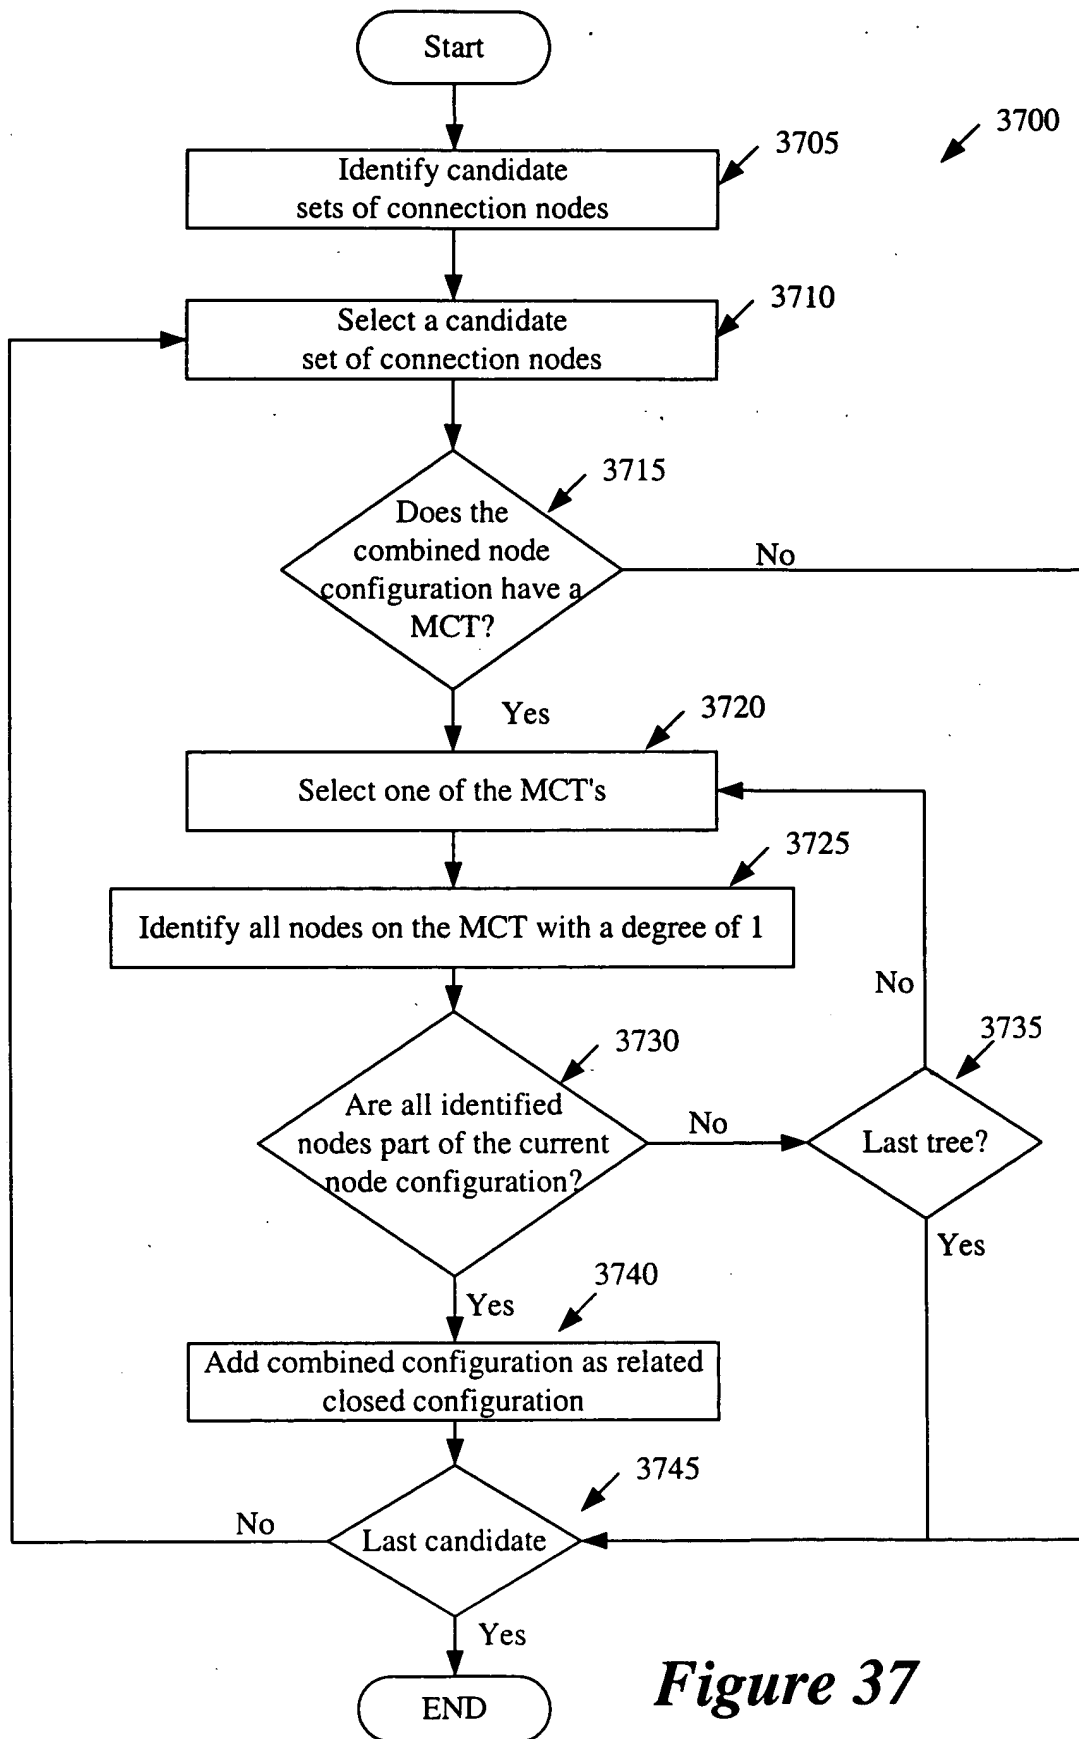 Start
3700
3705
Identify candidate
sets of connection nodes
3710
Select a candidate
set of connection nodes
3715
Does the
combined node
configuration have a
MCT?
No
Yes
3720
Select one of the MCT's
3725
Identify all nodes on the MCT with a degree of 1
No
3730
3735
Are all identified
nodes part of the current
node configuration?
No
Last tree?
Yes
3740
Yes
Add combined configuration as related
closed configuration
3745
No
Last candidate
Yes
END
Figure 37